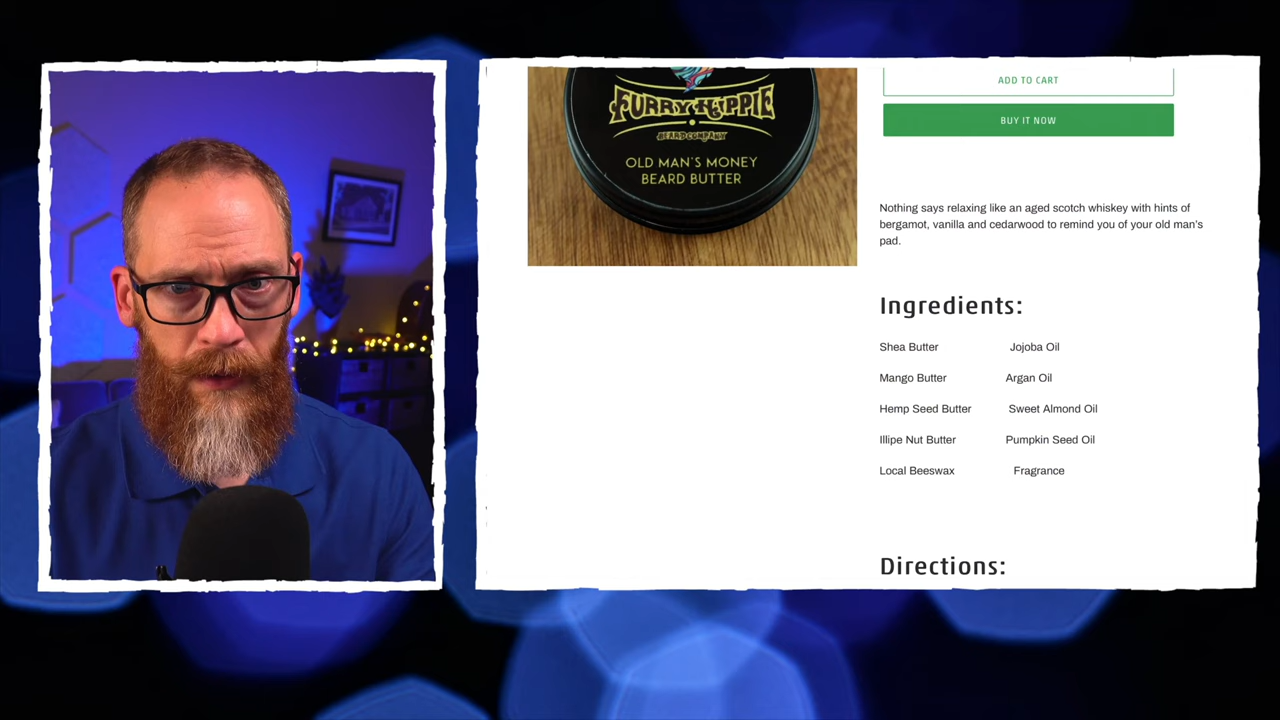 FURRY HIPPIE
BEARD COMPANY
OLD MAN'S MONEY
BEARD BUTTER
ADD TO CART
BUY IT NOW
Nothing says relaxing like an aged scotch whiskey with hints of
bergamot, vanilla and cedarwood to remind you of your old man's
pad.
Ingredients:
Shea Butter Jojoba Oil
Mango Butter Argan Oil
Hemp Seed Butter Sweet Almond Oil
Illipe Nut Butter Pumpkin Seed Oil
Local Beeswax Fragrance
Directions: